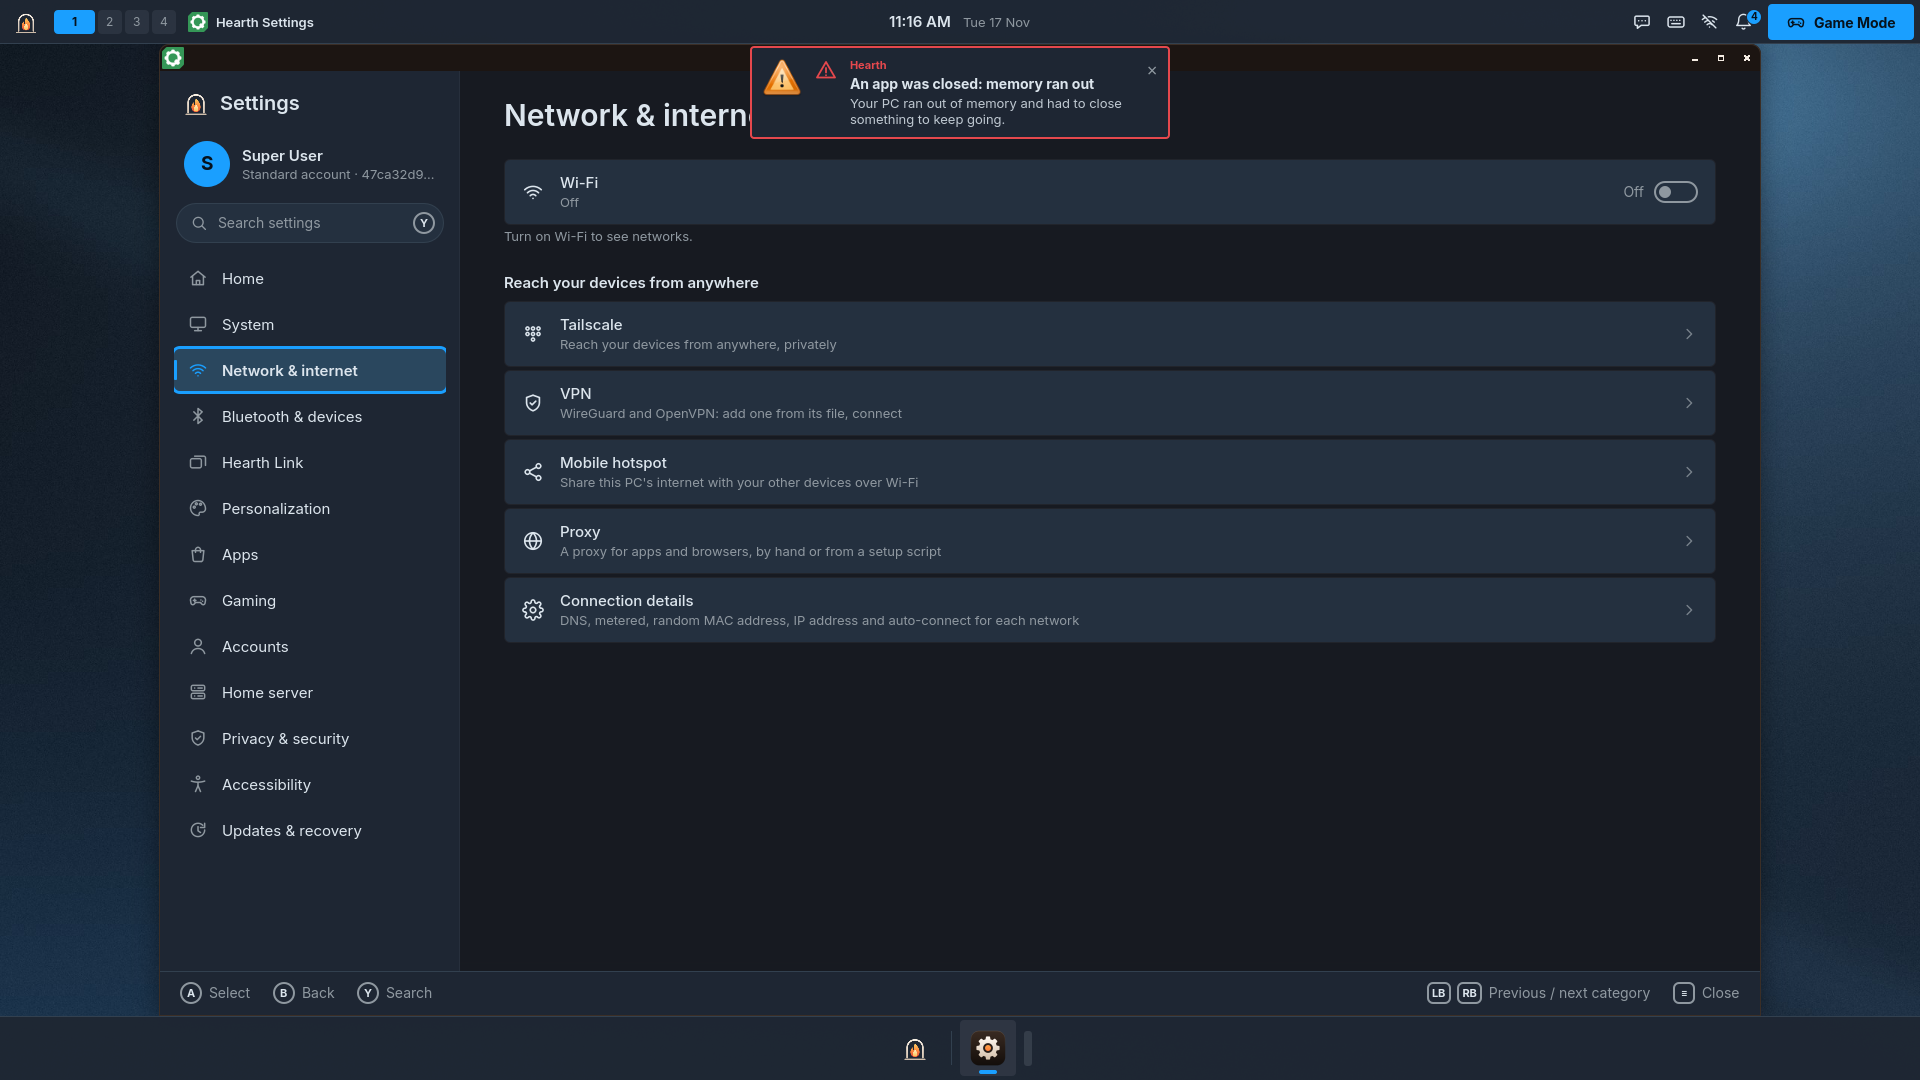 1 2 3 4 Hearth Settings
11:16 AM Tue 17 Nov
4 Game Mode
Hearth
An app was closed: memory ran out
Your PC ran out of memory and had to close
something to keep going.
Settings
S Super User
Standard account · 47ca32d9...
Search settings Y
Home
System
Network & internet
Bluetooth & devices
Hearth Link
Personalization
Apps
Gaming
Accounts
Home server
Privacy & security
Accessibility
Updates & recovery
Network & intern
Wi-Fi
Off
Off
Turn on Wi-Fi to see networks.
Reach your devices from anywhere
Tailscale
Reach your devices from anywhere, privately
VPN
WireGuard and OpenVPN: add one from its file, connect
Mobile hotspot
Share this PC's internet with your other devices over Wi-Fi
Proxy
A proxy for apps and browsers, by hand or from a setup script
Connection details
DNS, metered, random MAC address, IP address and auto-connect for each network
A Select B Back Y Search
LB RB Previous / next category Close